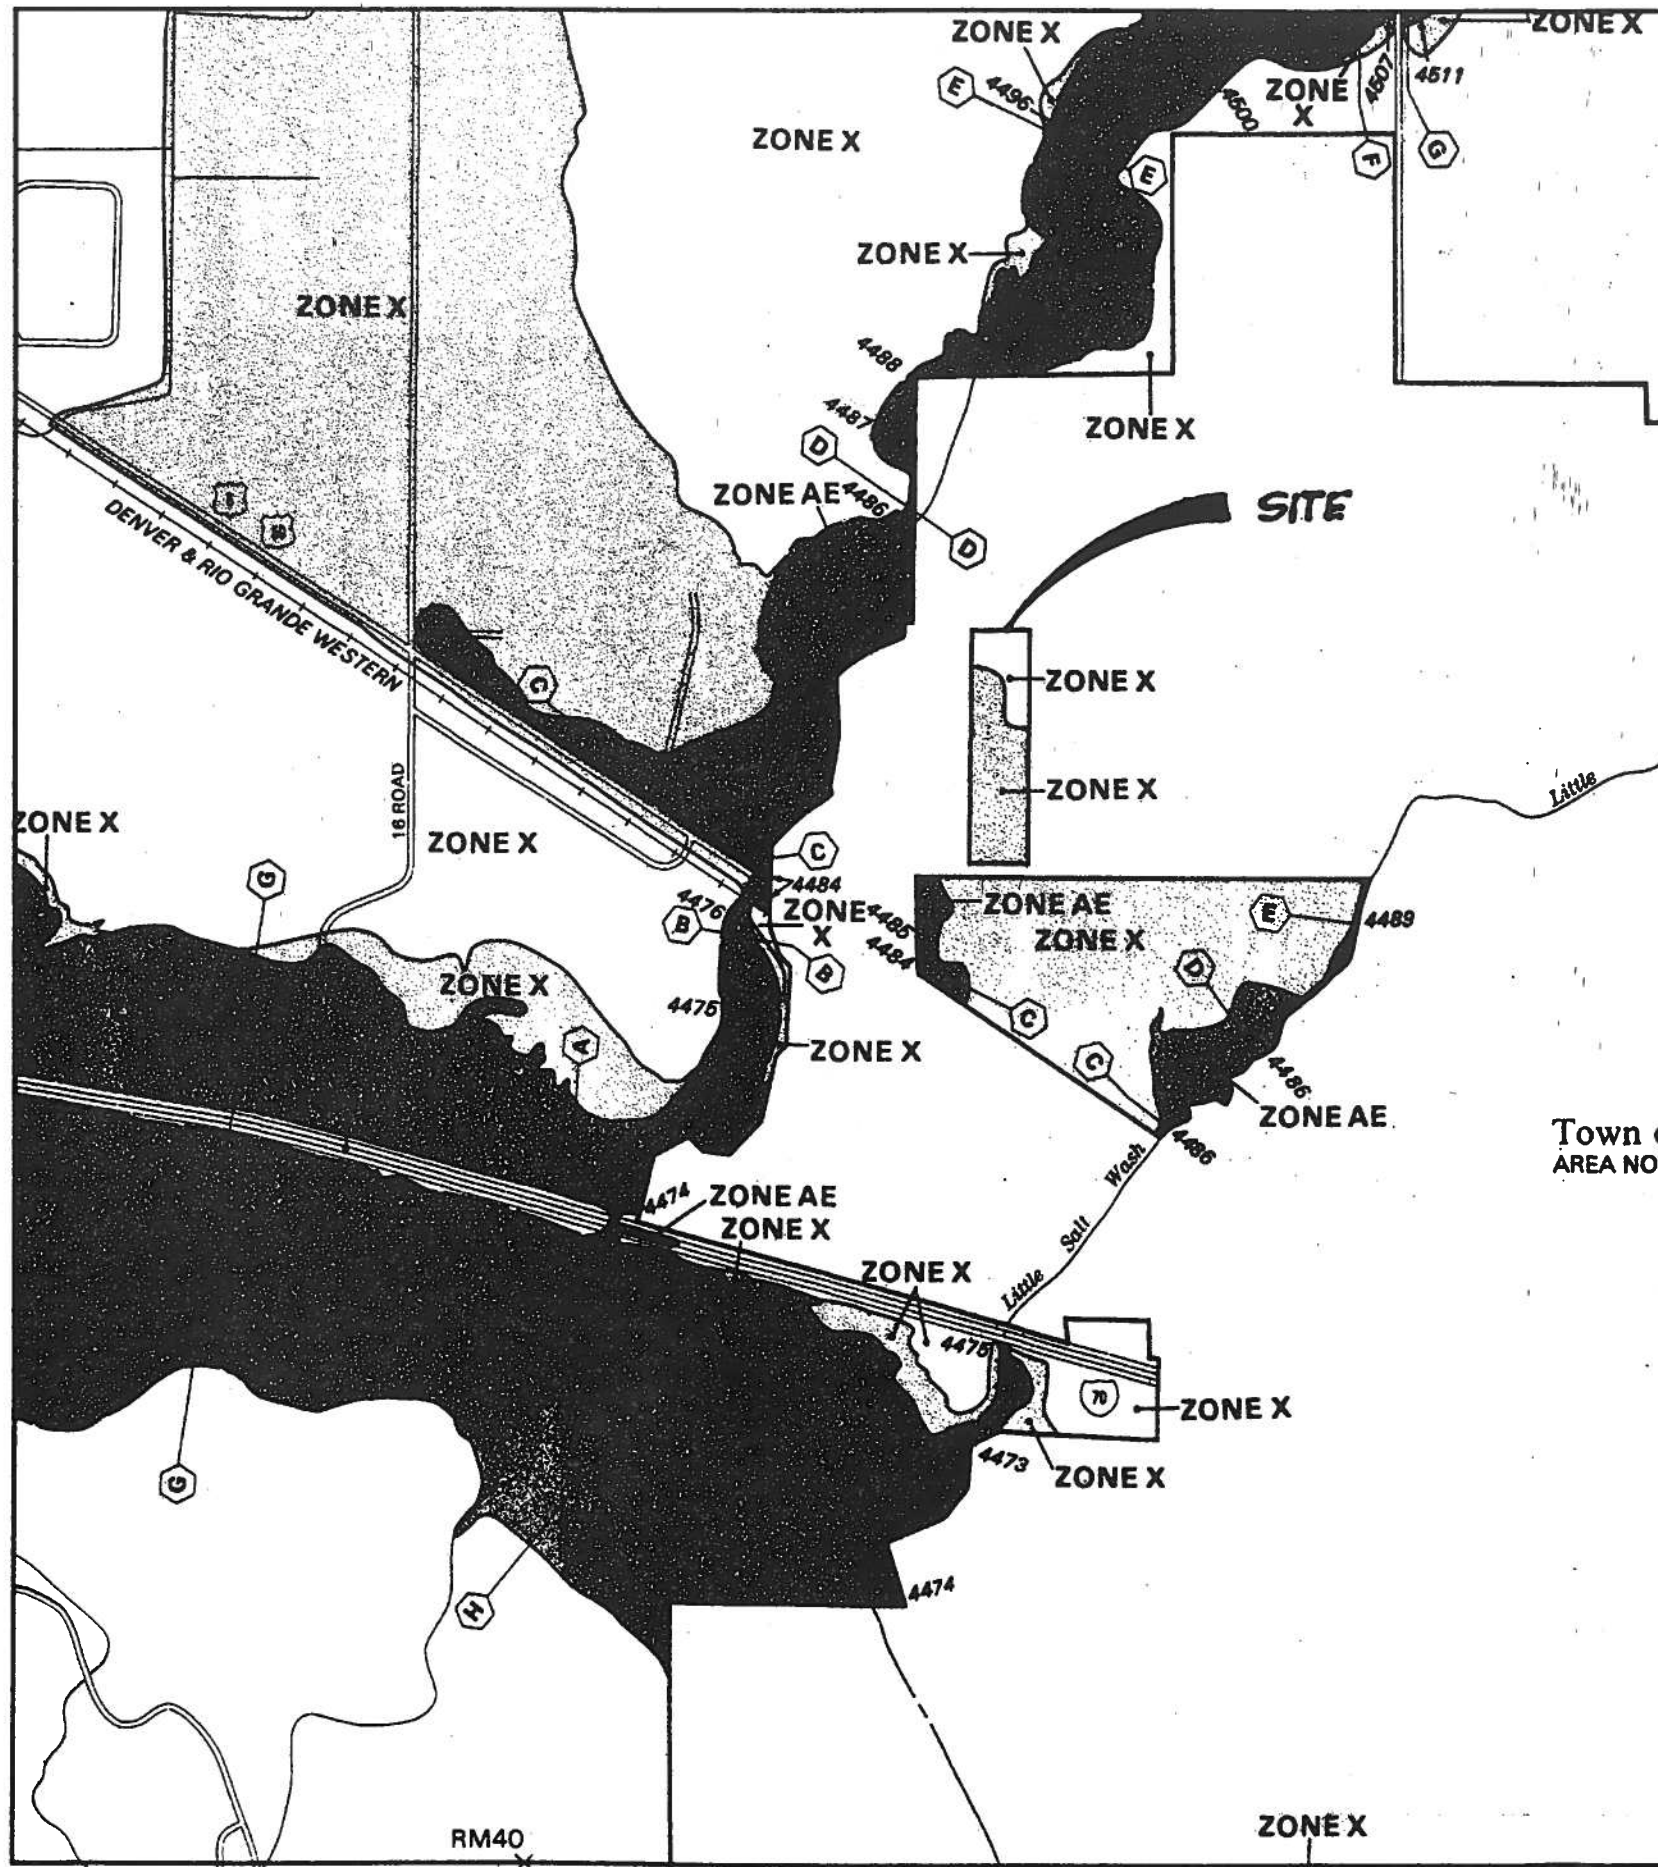 ZONE X
ZONE X
E
4496
ZONE X
4507
4511
4500
ZONE X
F
G
E
ZONE X
ZONE X
4488
4487
ZONE X
D
ZONE AE
4486
SITE
D
6
50
DENVER & RIO GRANDE WESTERN
C
ZONE X
ZONE X
16 ROAD
ZONE X
ZONE X
Little
C
4484
G
4476
B
ZONE
X
4485
ZONE AE
E
4489
ZONE X
4484
B
D
ZONE X
4475
C
A
ZONE X
C
4486
ZONE AE
Town
AREA NO
4486
Wash
4474
ZONE AE
ZONE X
Salt
ZONE X
Little
4475
70
ZONE X
4473
ZONE X
G
4474
H
RM40
ZONE X